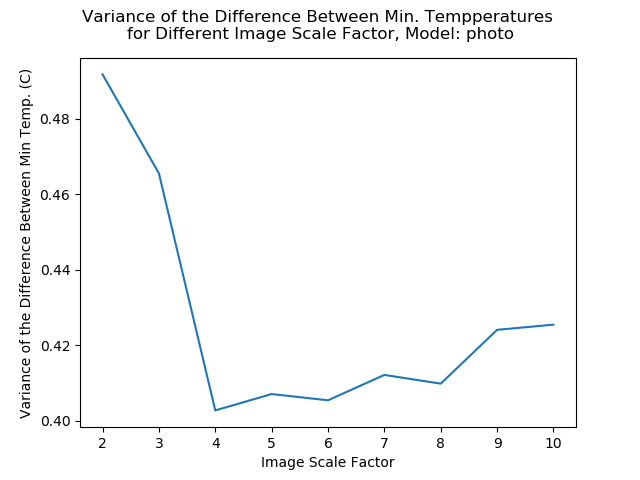 Variance of the Difference Between Min. Tempperatures
for Different Image Scale Factor, Model: photo
Variance of the Difference Between Min Temp. (C)
0.48
0.46
0.44
0.42
0.40
2 3 4 5 6 7 8 9 10
Image Scale Factor